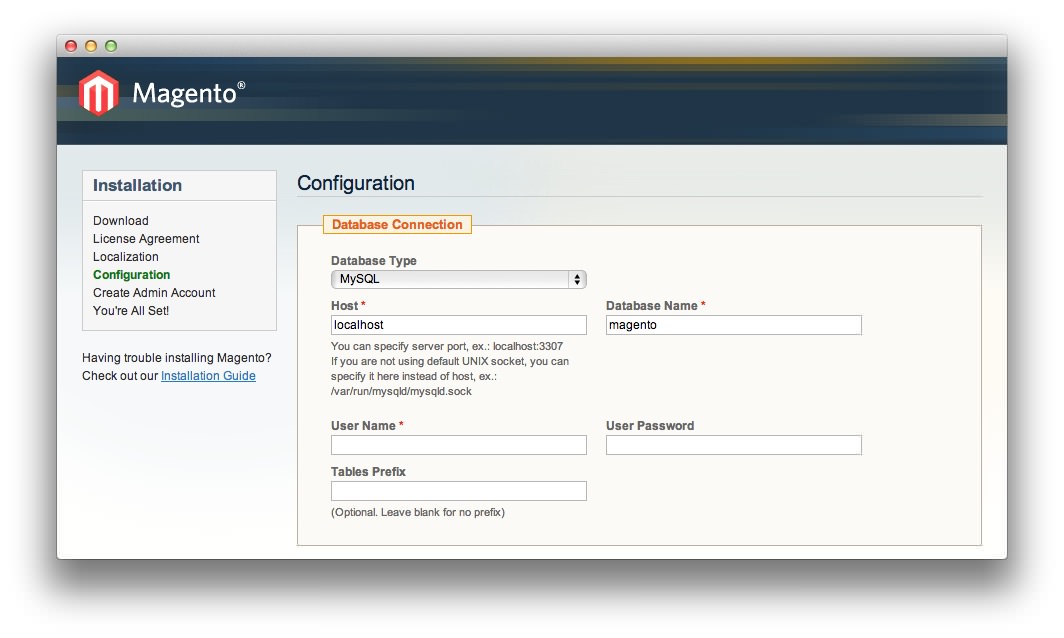 Magento®
Installation
Download
License Agreement
Localization
Configuration
Create Admin Account
You're All Set!
Having trouble installing Magento?
Check out our Installation Guide
Configuration
Database Connection
Database Type
MySQL
Host *
localhost
You can specify server port, ex.: localhost:3307
If you are not using default UNIX socket, you can
specify it here instead of host, ex.:
/var/run/mysqld/mysqld.sock
Database Name *
magento
User Name *
User Password
Tables Prefix
(Optional. Leave blank for no prefix)